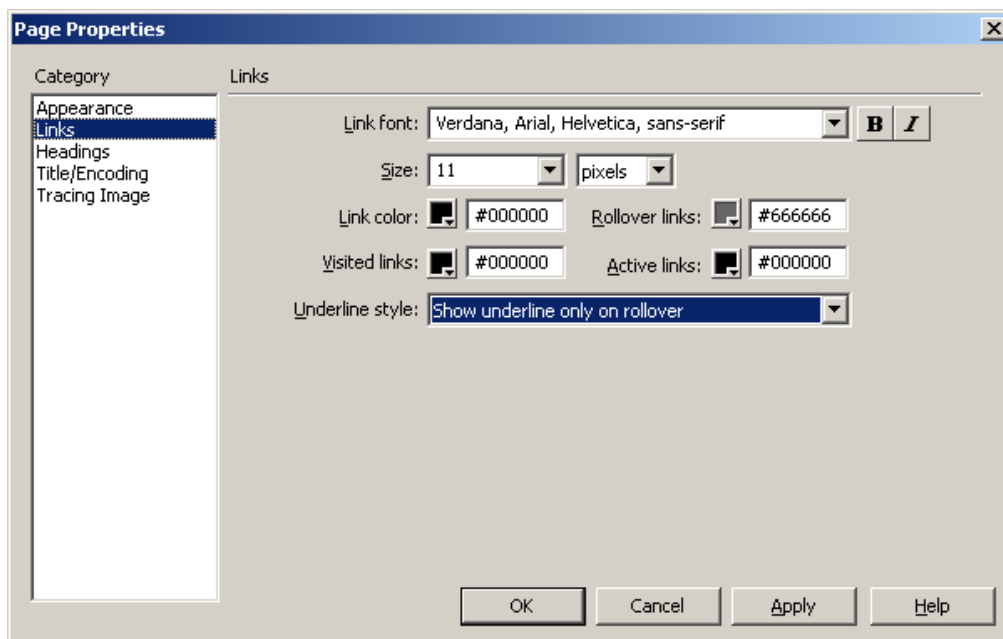 Page Properties
Category
Links
Appearance
Links
Headings
Title/Encoding
Tracing Image
Link font: Verdana, Arial, Helvetica, sans-serif B I
Size: 11 pixels
Link color: #000000 Rollover links: #666666
Visited links: #000000 Active links: #000000
Underline style: Show underline only on rollover
OK Cancel Apply Help